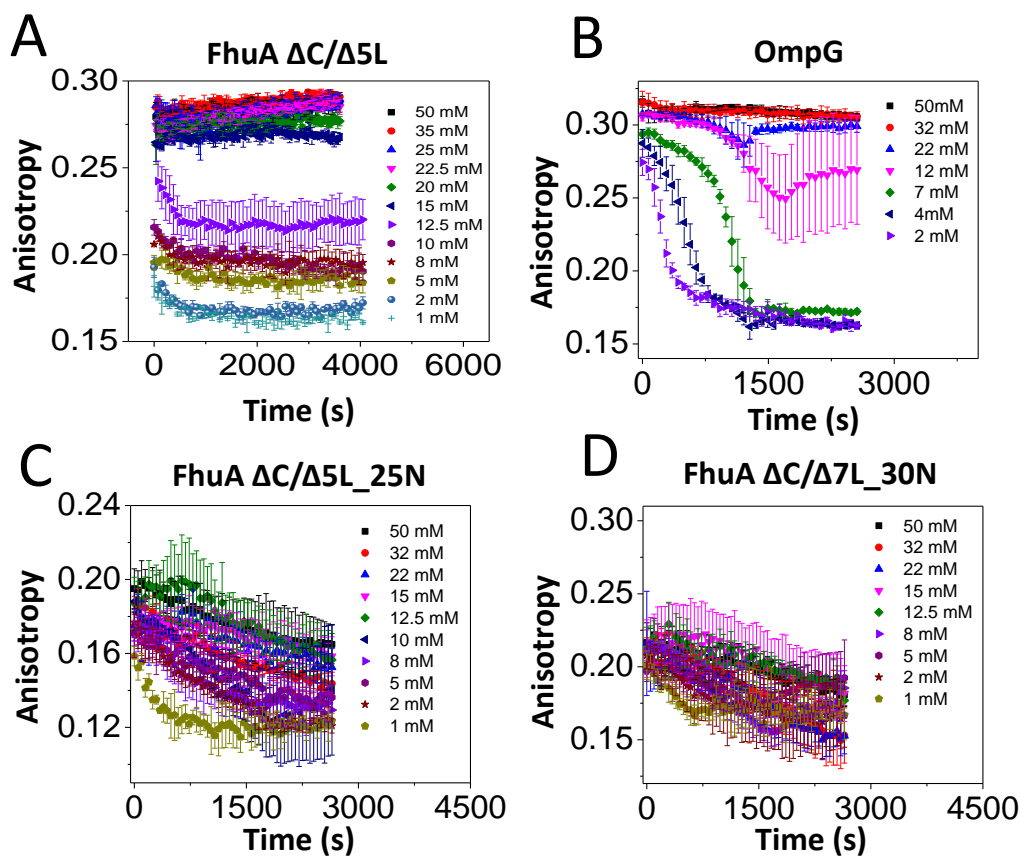 A
FhuA ΔC/Δ5L
0.30
0.25
0.20
0.15
Anisotropy
0
2000
4000
6000
Time (s)
50 mM
35 mM
25 mM
22.5 mM
20 mM
15 mM
12.5 mM
10 mM
8 mM
5 mM
2 mM
1 mM
B
OmpG
0.30
0.25
0.20
0.15
Anisotropy
0
1500
3000
Time (s)
50mM
32 mM
22 mM
12 mM
7 mM
4mM
2 mM
C
FhuA ΔC/Δ5L_25N
0.24
0.20
0.16
0.12
Anisotropy
0
1500
3000
4500
Time (s)
50 mM
32 mM
22 mM
15 mM
12.5 mM
10 mM
8 mM
5 mM
2 mM
1 mM
D
FhuA ΔC/Δ7L_30N
0.30
0.25
0.20
0.15
Anisotropy
0
1500
3000
4500
Time (s)
50 mM
32 mM
22 mM
15 mM
12.5 mM
8 mM
5 mM
2 mM
1 mM